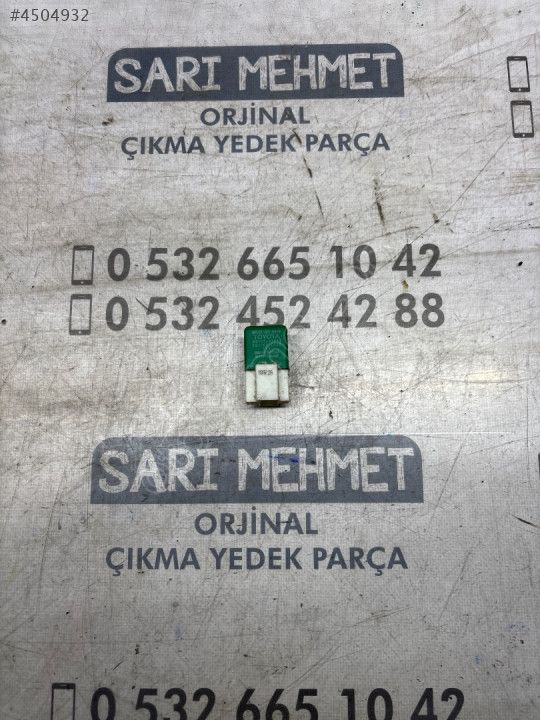 #4504932
SARI MEHMET
ORJİNAL
ÇIKMA YEDEK PARÇA
0 532 665 10 42
0 532 452 42 88
SARI MEHMET
ORJİNAL
ÇIKMA YEDEK PARÇA
0 532 665 10 42